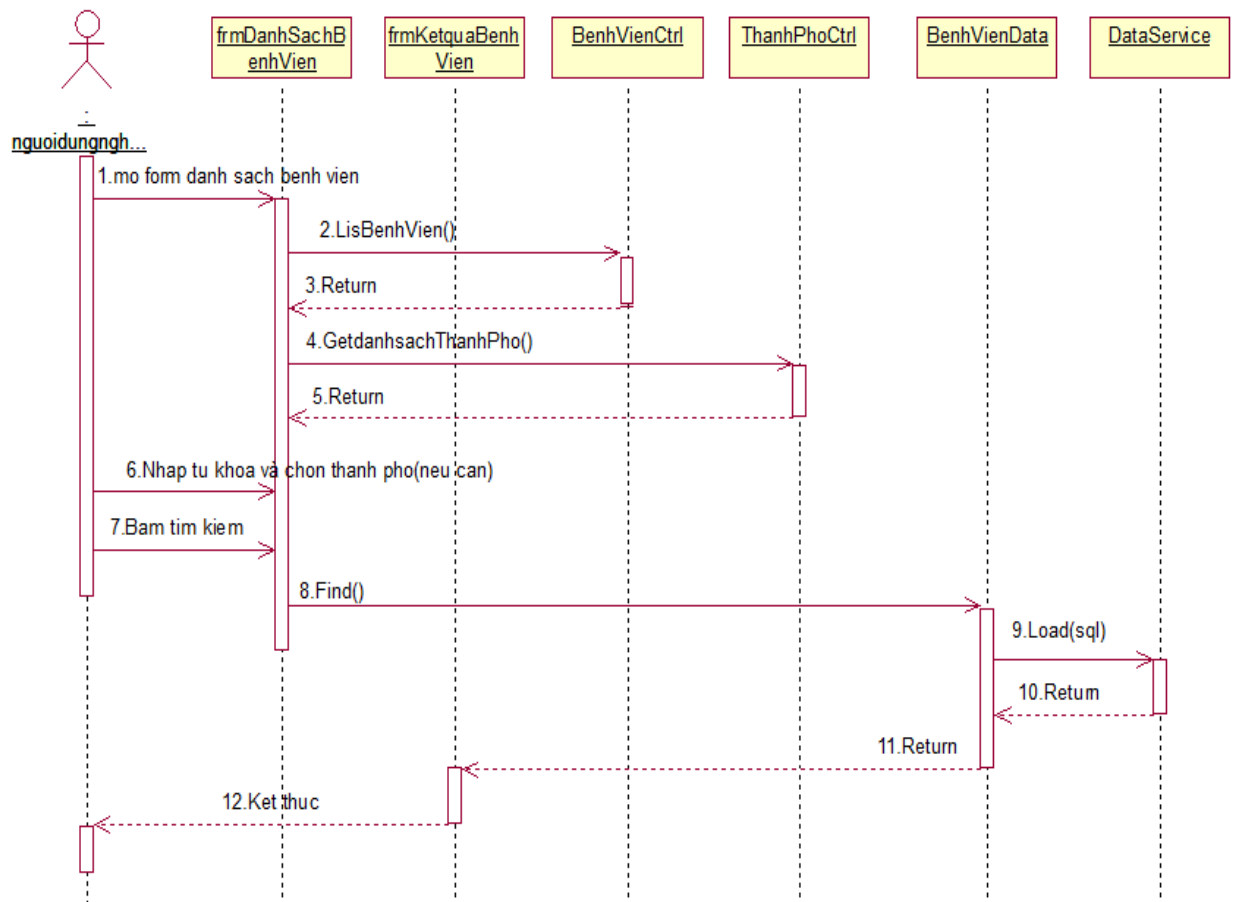 frmDanhSachB
enhVien
frmKetquaBenh
Vien
BenhVienCtrl
ThanhPhoCtrl
BenhVienData
DataService
:
nguoidungngh...
1.mo form danh sach benh vien
2.LisBenhVien()
3.Return
4.GetdanhsachThanhPho()
5.Return
6.Nhap tu khoa và chon thanh pho(neu can)
7.Bam tim kiem
8.Find()
9.Load(sql)
10.Return
11.Return
12.Ket thuc